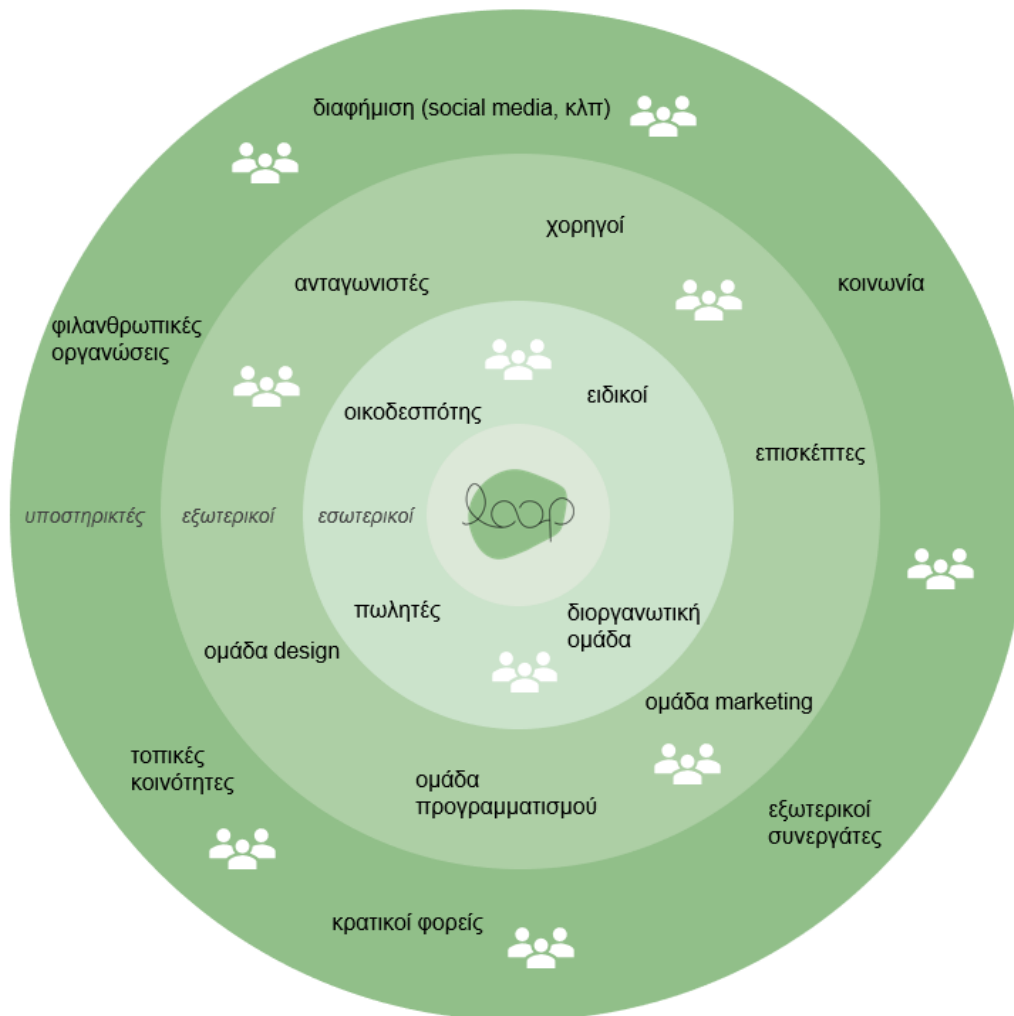 διαφήμιση (social media, κλπ)
χορηγοί
ανταγωνιστές
κοινωνία
φιλανθρωπικές
οργανώσεις
ειδικοί
οικοδεσπότης
επισκέπτες
υποστηρικτές
εξωτερικοί
εσωτερικοί
loop
πωλητές
διοργανωτική
ομάδα
ομάδα design
ομάδα marketing
τοπικές
κοινότητες
ομάδα
προγραμματισμού
εξωτερικοί
συνεργάτες
κρατικοί φορείς